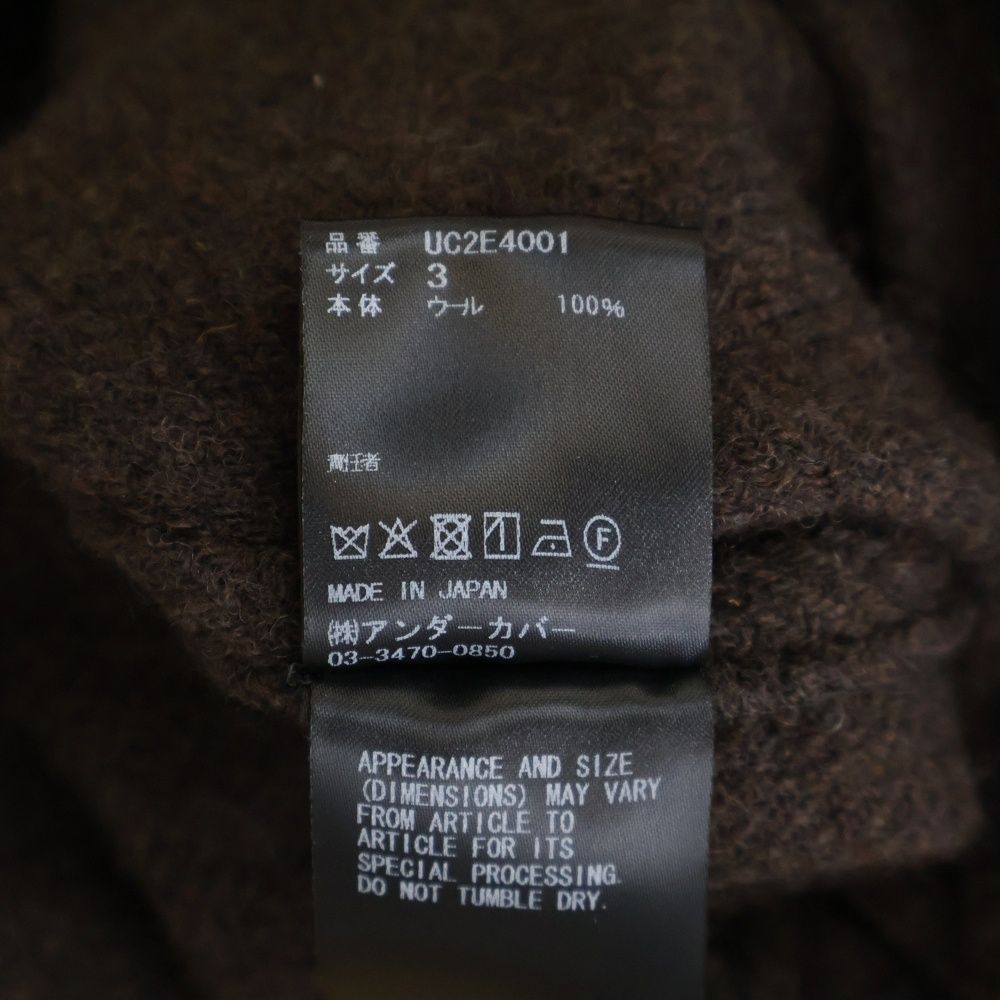 品番 UC2E4001
サイズ 3
本体 ウール 100%
責任者
F
MADE IN JAPAN
(株)アンダーカバー
03-3470-0850
APPEARANCE AND SIZE
(DIMENSIONS) MAY VARY
FROM ARTICLE TO
ARTICLE FOR ITS
SPECIAL PROCESSING.
DO NOT TUMBLE DRY.